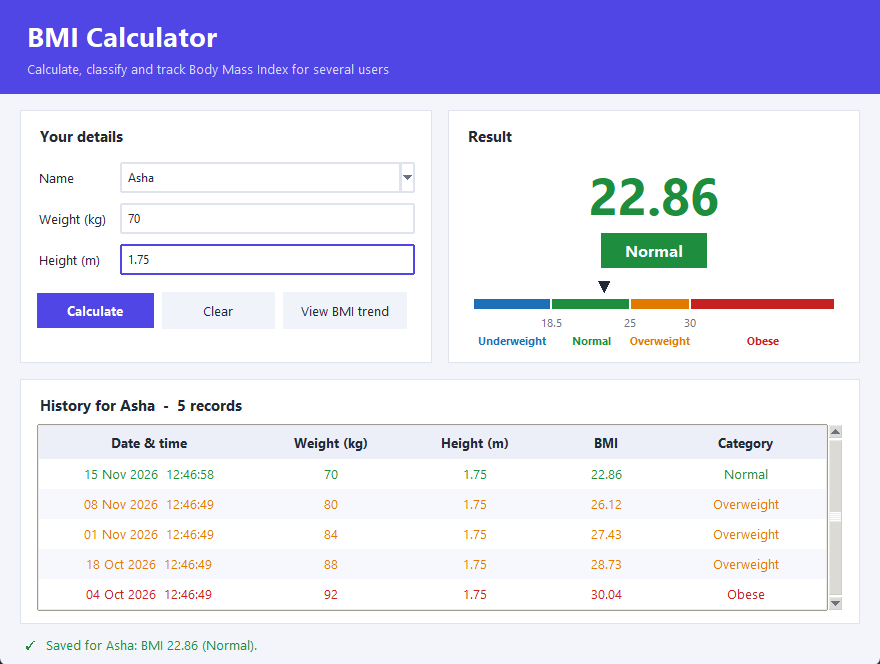 BMI Calculator
Calculate, classify and track Body Mass Index for several users
Your details
Name Asha
Weight (kg) 70
Height (m) 1.75
Calculate Clear View BMI trend
Result
22.86
Normal
18.5 25 30
Underweight Normal Overweight Obese
History for Asha - 5 records
Date & time Weight (kg) Height (m) BMI Category
15 Nov 2026 12:46:58 70 1.75 22.86 Normal
08 Nov 2026 12:46:49 80 1.75 26.12 Overweight
01 Nov 2026 12:46:49 84 1.75 27.43 Overweight
18 Oct 2026 12:46:49 88 1.75 28.73 Overweight
04 Oct 2026 12:46:49 92 1.75 30.04 Obese
✓ Saved for Asha: BMI 22.86 (Normal).